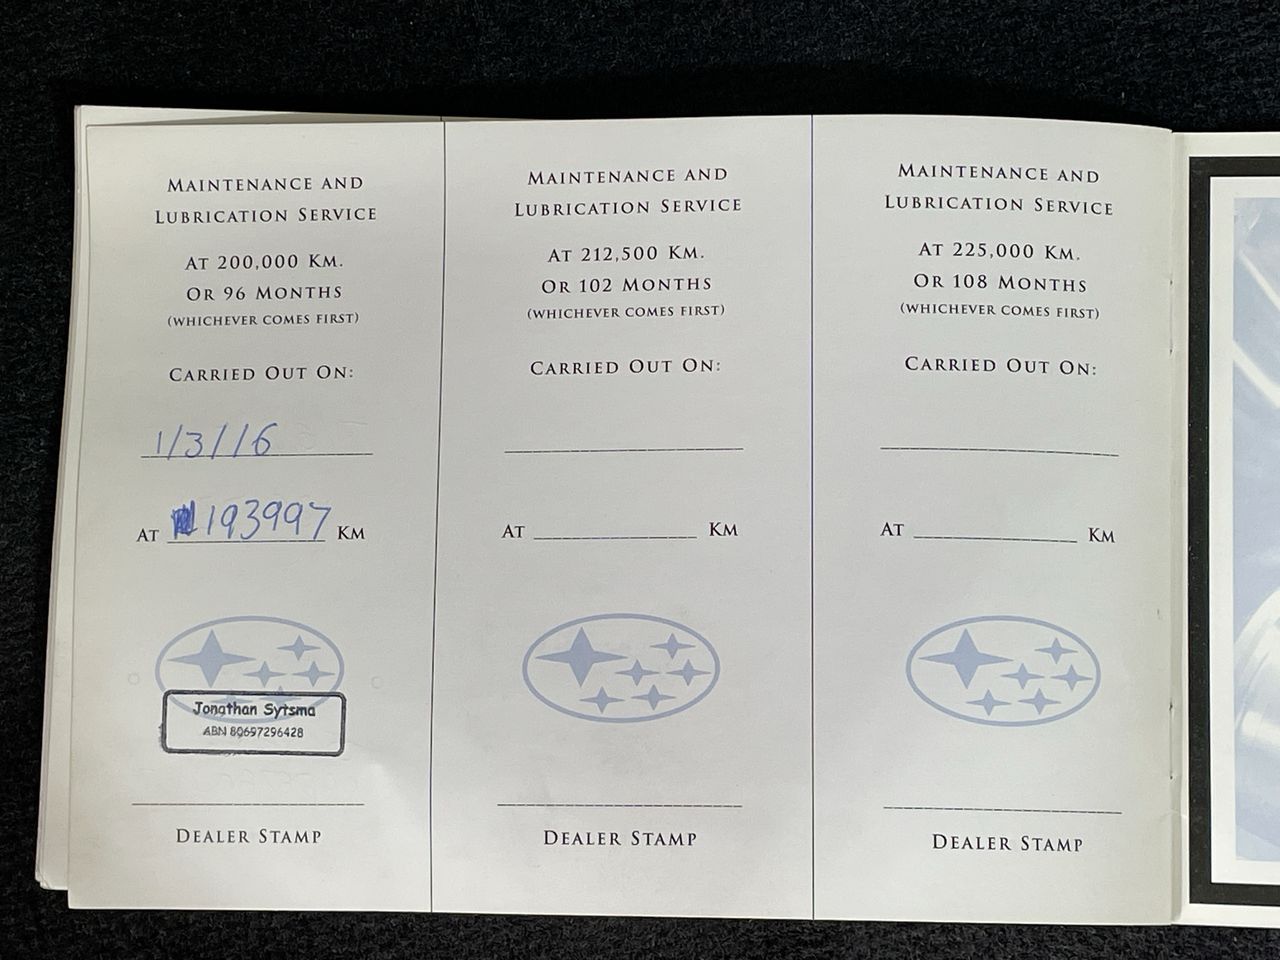 MAINTENANCE AND
LUBRICATION SERVICE
AT 200,000 KM.
OR 96 MONTHS
(WHICHEVER COMES FIRST)
CARRIED OUT ON:
1/3/16
AT 193997 KM
Jonathan Sytsma
ABN 80697296428
DEALER STAMP
MAINTENANCE AND
LUBRICATION SERVICE
AT 212,500 KM.
OR 102 MONTHS
(WHICHEVER COMES FIRST)
CARRIED OUT ON:
AT KM
DEALER STAMP
MAINTENANCE AND
LUBRICATION SERVICE
AT 225,000 KM.
OR 108 MONTHS
(WHICHEVER COMES FIRST)
CARRIED OUT ON:
AT KM
DEALER STAMP